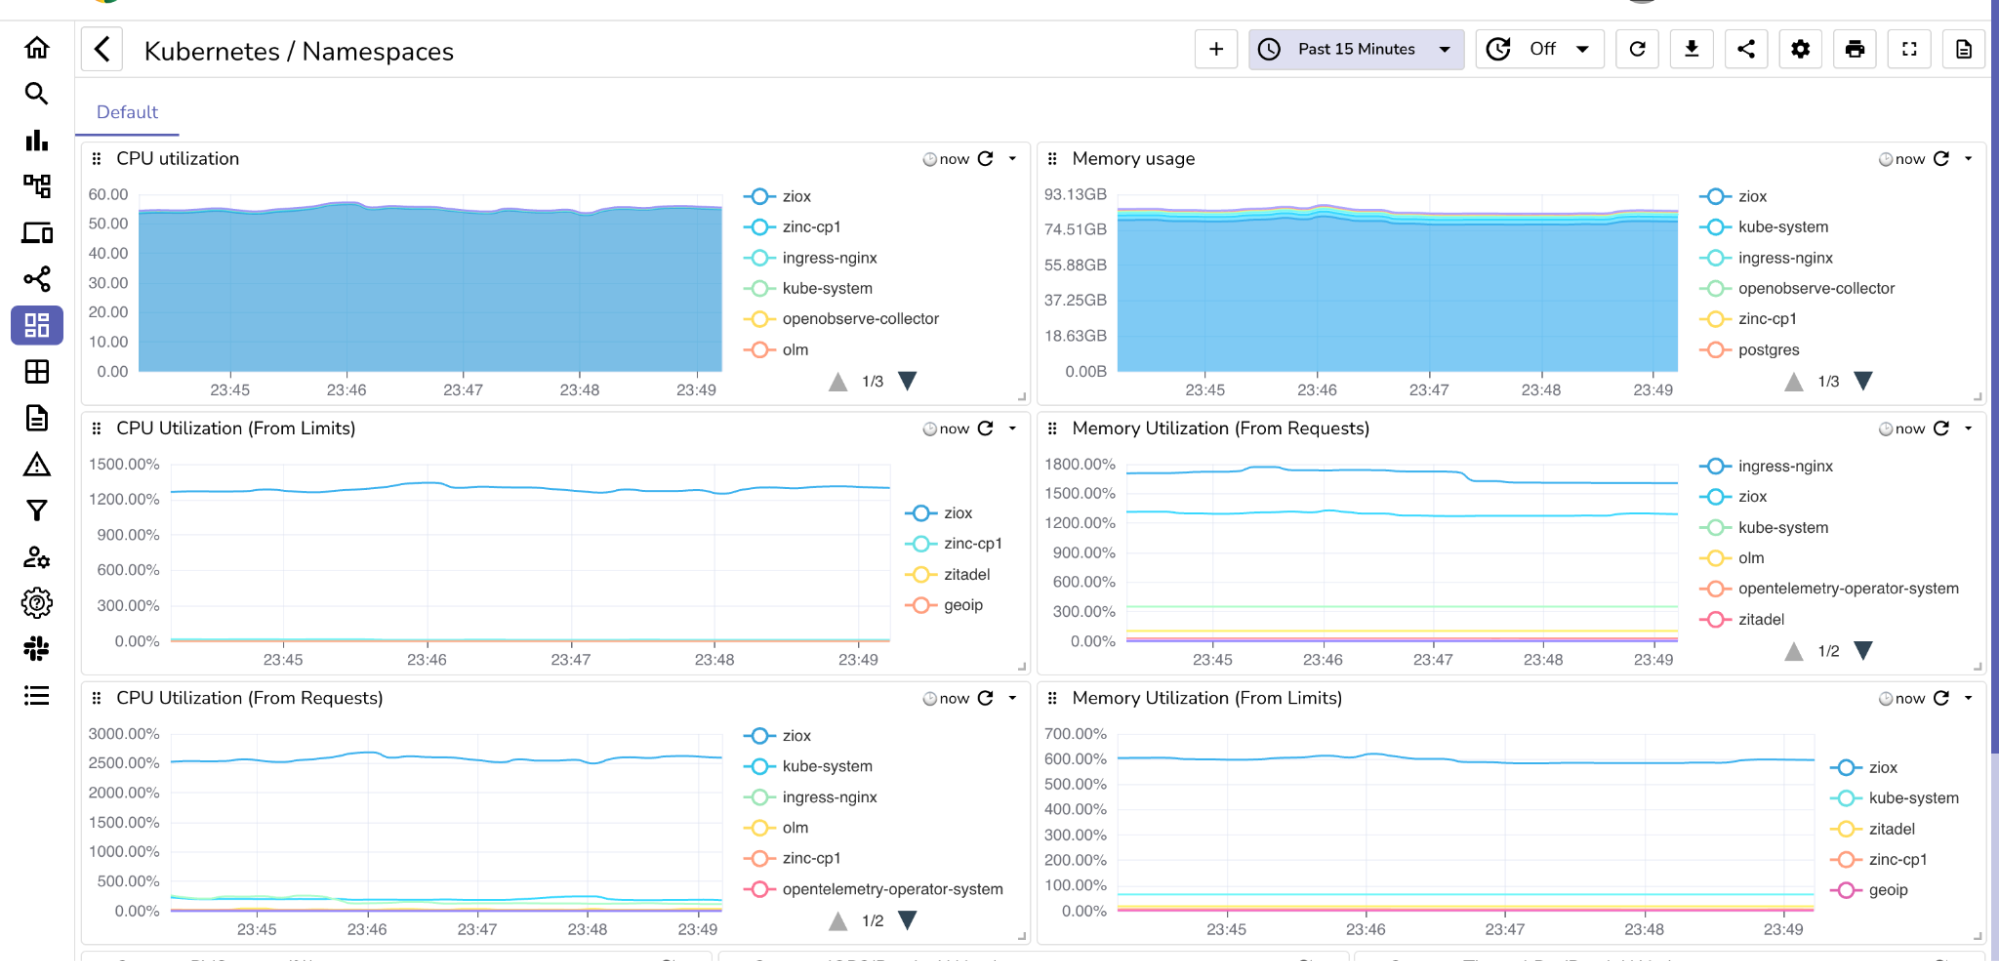 Kubernetes / Namespaces
Past 15 Minutes
Off
Default
CPU utilization
now
60.00
50.00
40.00
30.00
20.00
10.00
0.00
23:45 23:46 23:47 23:48 23:49
ziox
zinc-cp1
ingress-nginx
kube-system
openobserve-collector
olm
1/3
Memory usage
now
93.13GB
74.51GB
55.88GB
37.25GB
18.63GB
0.00B
23:45 23:46 23:47 23:48 23:49
ziox
kube-system
ingress-nginx
openobserve-collector
zinc-cp1
postgres
1/3
CPU Utilization (From Limits)
now
1500.00%
1200.00%
900.00%
600.00%
300.00%
0.00%
23:45 23:46 23:47 23:48 23:49
ziox
zinc-cp1
zitadel
geoip
Memory Utilization (From Requests)
now
1800.00%
1500.00%
1200.00%
900.00%
600.00%
300.00%
0.00%
23:45 23:46 23:47 23:48 23:49
ingress-nginx
ziox
kube-system
olm
opentelemetry-operator-system
zitadel
1/2
CPU Utilization (From Requests)
now
3000.00%
2500.00%
2000.00%
1500.00%
1000.00%
500.00%
0.00%
23:45 23:46 23:47 23:48 23:49
ziox
kube-system
ingress-nginx
olm
zinc-cp1
opentelemetry-operator-system
1/2
Memory Utilization (From Limits)
now
700.00%
600.00%
500.00%
400.00%
300.00%
200.00%
100.00%
0.00%
23:45 23:46 23:47 23:48 23:49
ziox
kube-system
zitadel
zinc-cp1
geoip